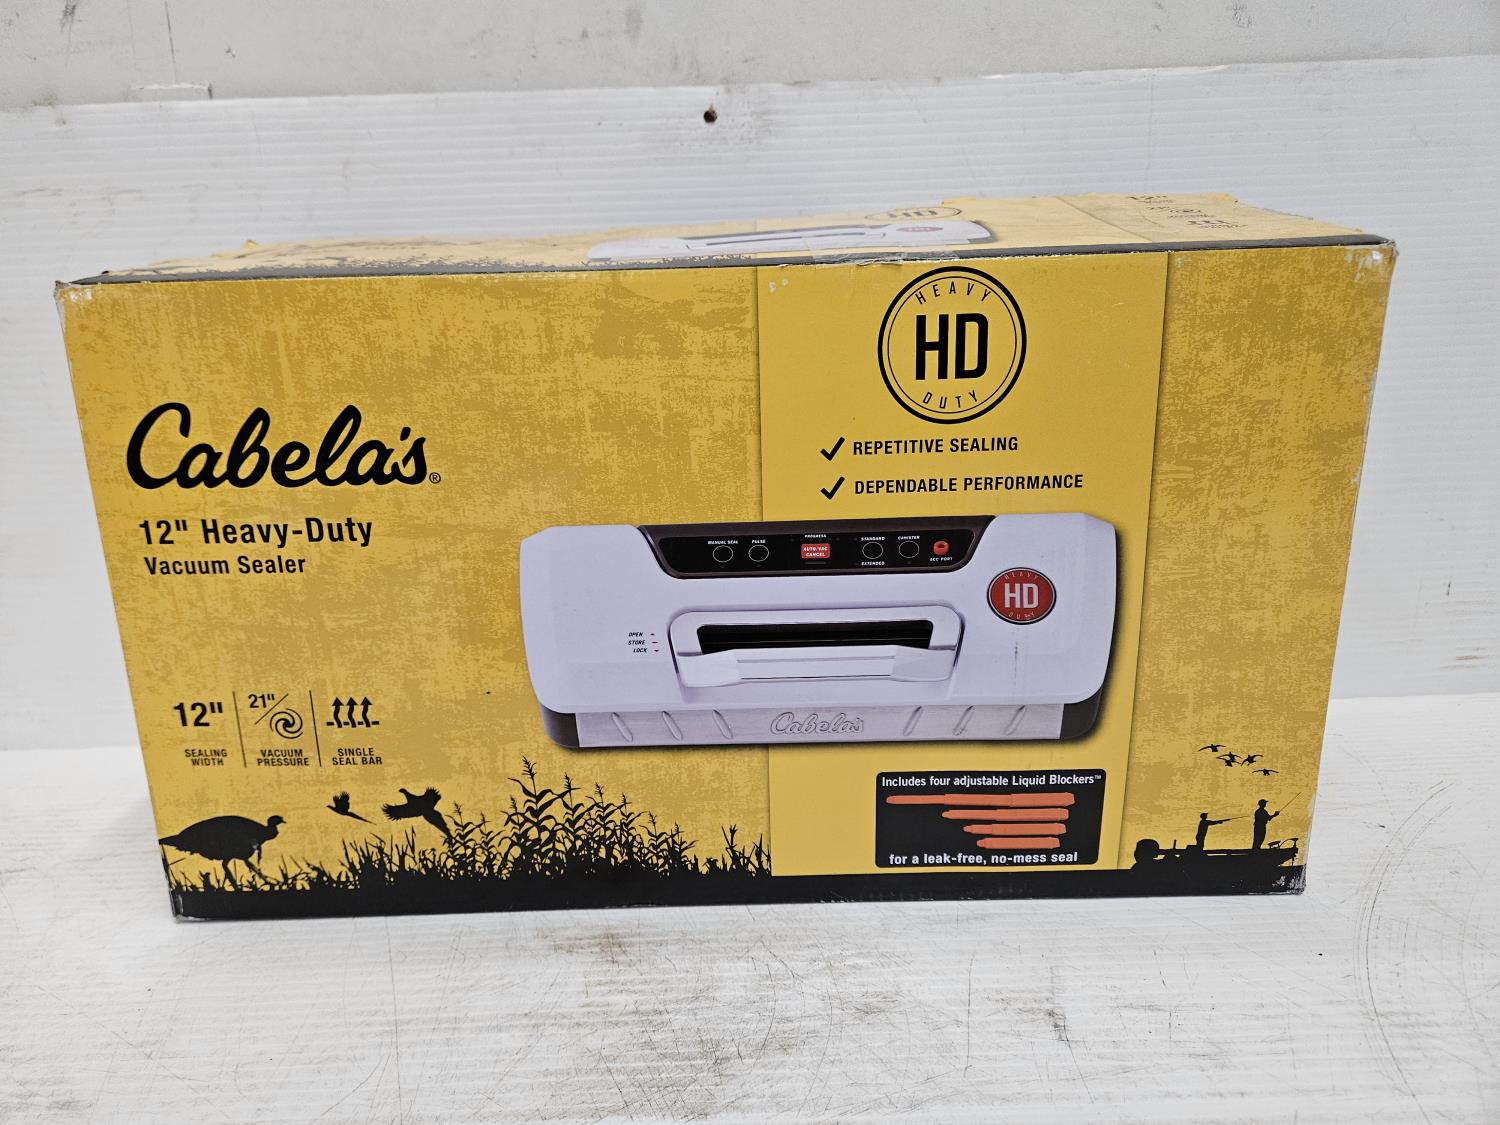 HD
12"
HEAVY
HD
DUTY
REPETITIVE SEALING
DEPENDABLE PERFORMANCE
Cabela's®
12" Heavy-Duty
Vacuum Sealer
12"
SEALING
WIDTH
21"
VACUUM
PRESSURE
SINGLE
SEAL BAR
MANUAL SEAL
PULSE
PROGRESS
AUTO/VAC
CANCEL
STANDARD
EXTENDED
CANISTER
ACC PORT
HEAVY
HD
DUTY
OPEN
STORE
LOCK
Cabela's
Includes four adjustable Liquid Blockers™
for a leak-free, no-mess seal